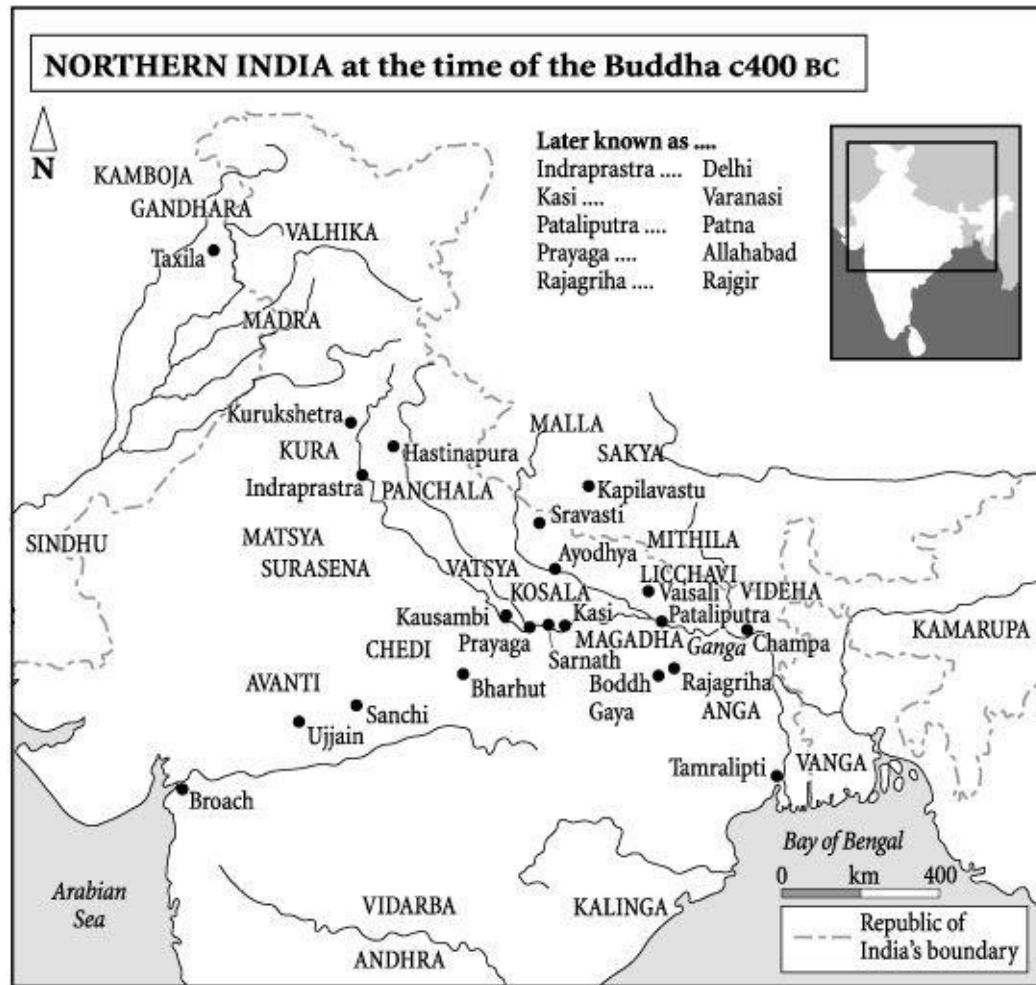 NORTHERN INDIA at the time of the Buddha c400 BC
N
Later known as ....
Indraprastra .... Delhi
Kasi .... Varanasi
Pataliputra .... Patna
Prayaga .... Allahabad
Rajagriha .... Rajgir
KAMBOJA
GANDHARA
VALHIKA
Taxila
MADRA
Kurukshetra
KURA
Hastinapura
Indraprastra
PANCHALA
MALLA
SAKYA
Kapilavastu
Sravasti
SINDHU
MATSYA
SURASENA
MITHILA
Ayodhya
VATSYA
LICCHAVI
KOSALA
Vaisali
VIDEHA
Kausambi
Kasi
Pataliputra
KAMARUPA
Prayaga
MAGADHA
Ganga
Champa
CHEDI
Sarnath
Bharhut
Boddh
Gaya
Rajagriha
AVANTI
ANGA
Sanchi
Ujjain
Tamralipti
VANGA
Broach
Bay of Bengal
0 km 400
Arabian
Sea
VIDARBA
KALINGA
ANDHRA
Republic of
India's boundary